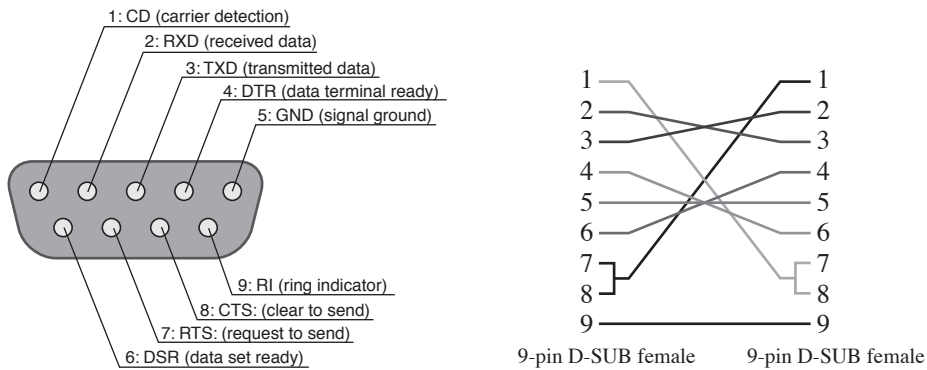 1: CD (carrier detection)
2: RXD (received data)
3: TXD (transmitted data)
4: DTR (data terminal ready)
5: GND (signal ground)
9: RI (ring indicator)
8: CTS: (clear to send)
7: RTS: (request to send)
6: DSR (data set ready)
1 1
2 2
3 3
4 4
5 5
6 6
7 7
8 8
9 9
9-pin D-SUB female 9-pin D-SUB female